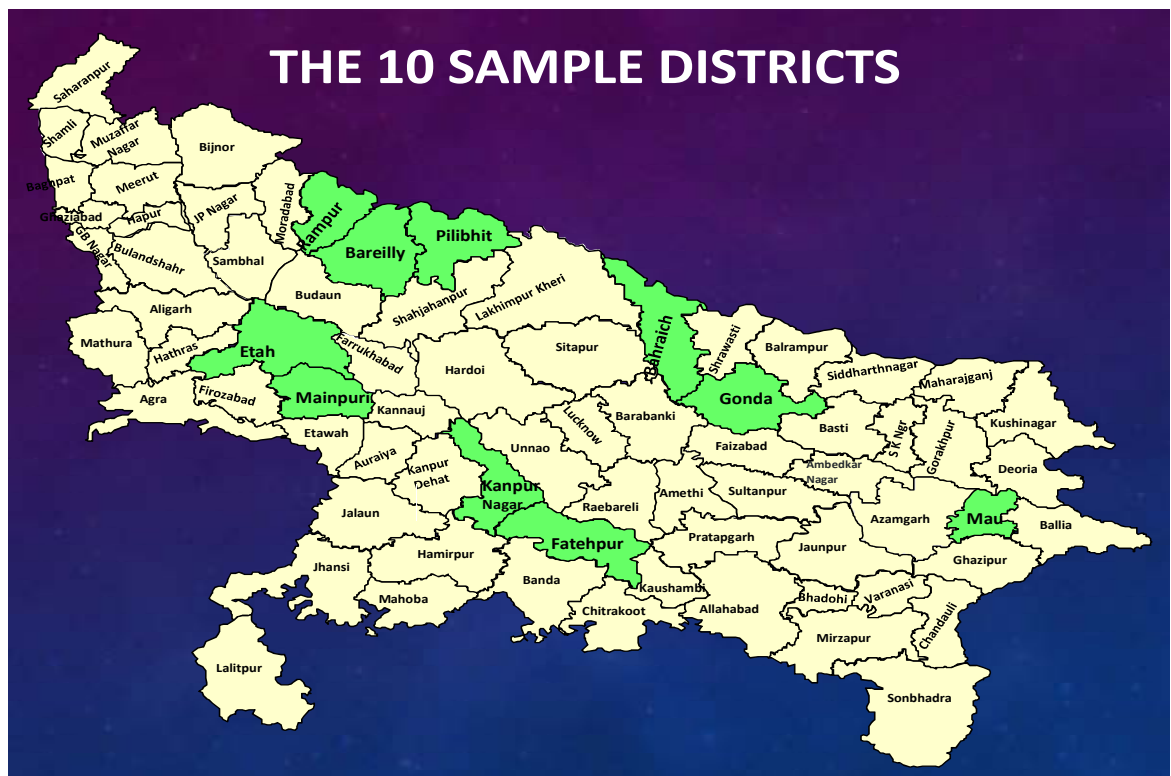 THE 10 SAMPLE DISTRICTS
Saharanpur
Shamli
Muzaffar
Nagar
Bijnor
Baghpat
Meerut
Ghaziabad
Hapur
JP Nagar
Moradabad
Rampur
GB Nagar
Bulandshahr
Sambhal
Bareilly
Pilibhit
Budaun
Shahjahanpur
Lakhimpur Kheri
Aligarh
Mathura
Hathras
Etah
Farrukhabad
Hardoi
Sitapur
Bahraich
Shrawasti
Balrampur
Siddharthnagar
Maharajganj
Kushinagar
Agra
Firozabad
Mainpuri
Kannauj
Etawah
Auraiya
Kanpur
Dehat
Unnao
Lucknow
Barabanki
Gonda
Faizabad
Basti
S K Ngr
Gorakhpur
Deoria
Ambedkar
Nagar
Jalaun
Kanpur
Nagar
Raebareli
Amethi
Sultanpur
Azamgarh
Mau
Ballia
Fatehpur
Pratapgarh
Jaunpur
Ghazipur
Jhansi
Hamirpur
Mahoba
Banda
Chitrakoot
Kaushambi
Allahabad
Bhadohi
Varanasi
Chandauli
Mirzapur
Lalitpur
Sonbhadra